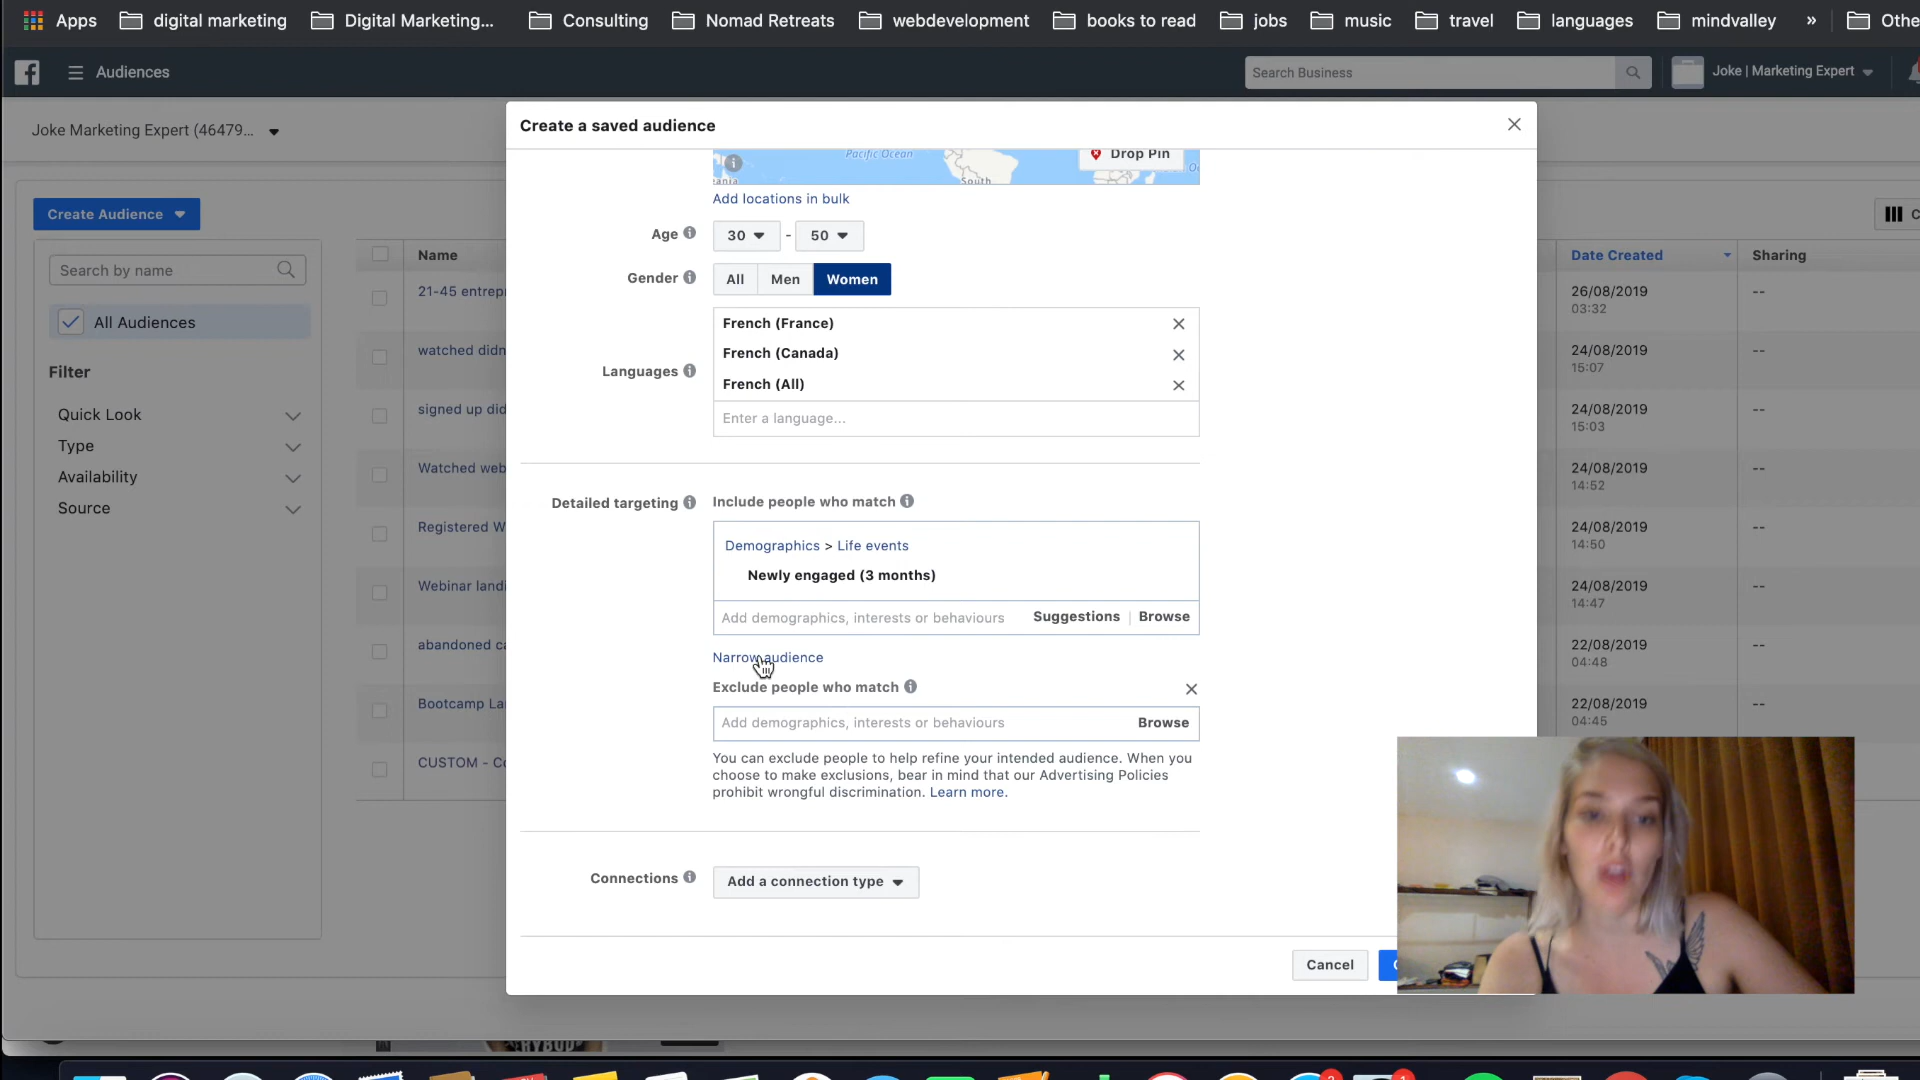 Apps digital marketing Digital Marketing... Consulting Nomad Retreats webdevelopment books to read jobs music travel languages mindvalley » Othe
Audiences
Search Business
Joke | Marketing Expert
Joke Marketing Expert (46479...
Create Audience
Search by name
All Audiences
Filter
Quick Look
Type
Availability
Source
Name
21-45 entrepr
watched didn
signed up did
Watched web
Registered W
Webinar landi
abandoned ca
Bootcamp La
CUSTOM - Co
Create a saved audience
Pacific Ocean
South
Drop Pin
Add locations in bulk
Age
30 - 50
Gender
All Men Women
Languages
French (France)
French (Canada)
French (All)
Enter a language...
Detailed targeting
Include people who match
Demographics > Life events
Newly engaged (3 months)
Add demographics, interests or behaviours Suggestions | Browse
Narrow audience
Exclude people who match
Add demographics, interests or behaviours Browse
You can exclude people to help refine your intended audience. When you
choose to make exclusions, bear in mind that our Advertising Policies
prohibit wrongful discrimination. Learn more.
Connections
Add a connection type
Cancel
Date Created Sharing
26/08/2019 --
03:32
24/08/2019 --
15:07
24/08/2019 --
15:03
24/08/2019 --
14:52
24/08/2019 --
14:50
24/08/2019 --
14:47
22/08/2019 --
04:48
22/08/2019 --
04:45